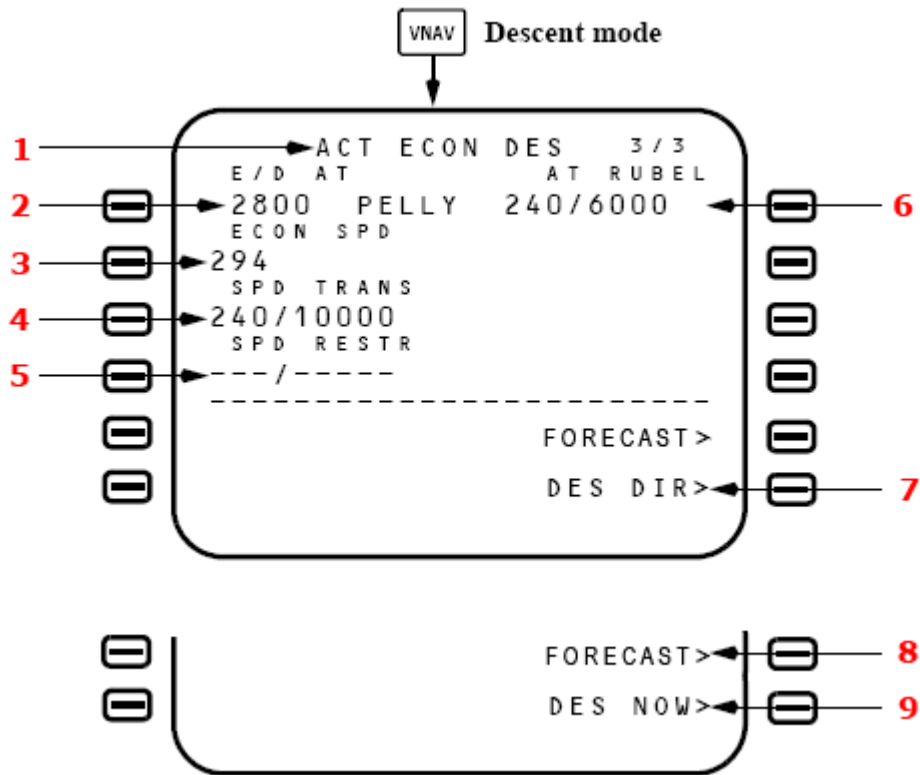 VNAV Descent mode
1 ACT ECON DES 3/3
E/D AT AT RUBEL
2 2800 PELLY 240/6000 6
ECON SPD
3 294
SPD TRANS
4 240/10000
SPD RESTR
5 ---/-----
------------------------
FORECAST>
DES DIR> 7
FORECAST> 8
DES NOW> 9